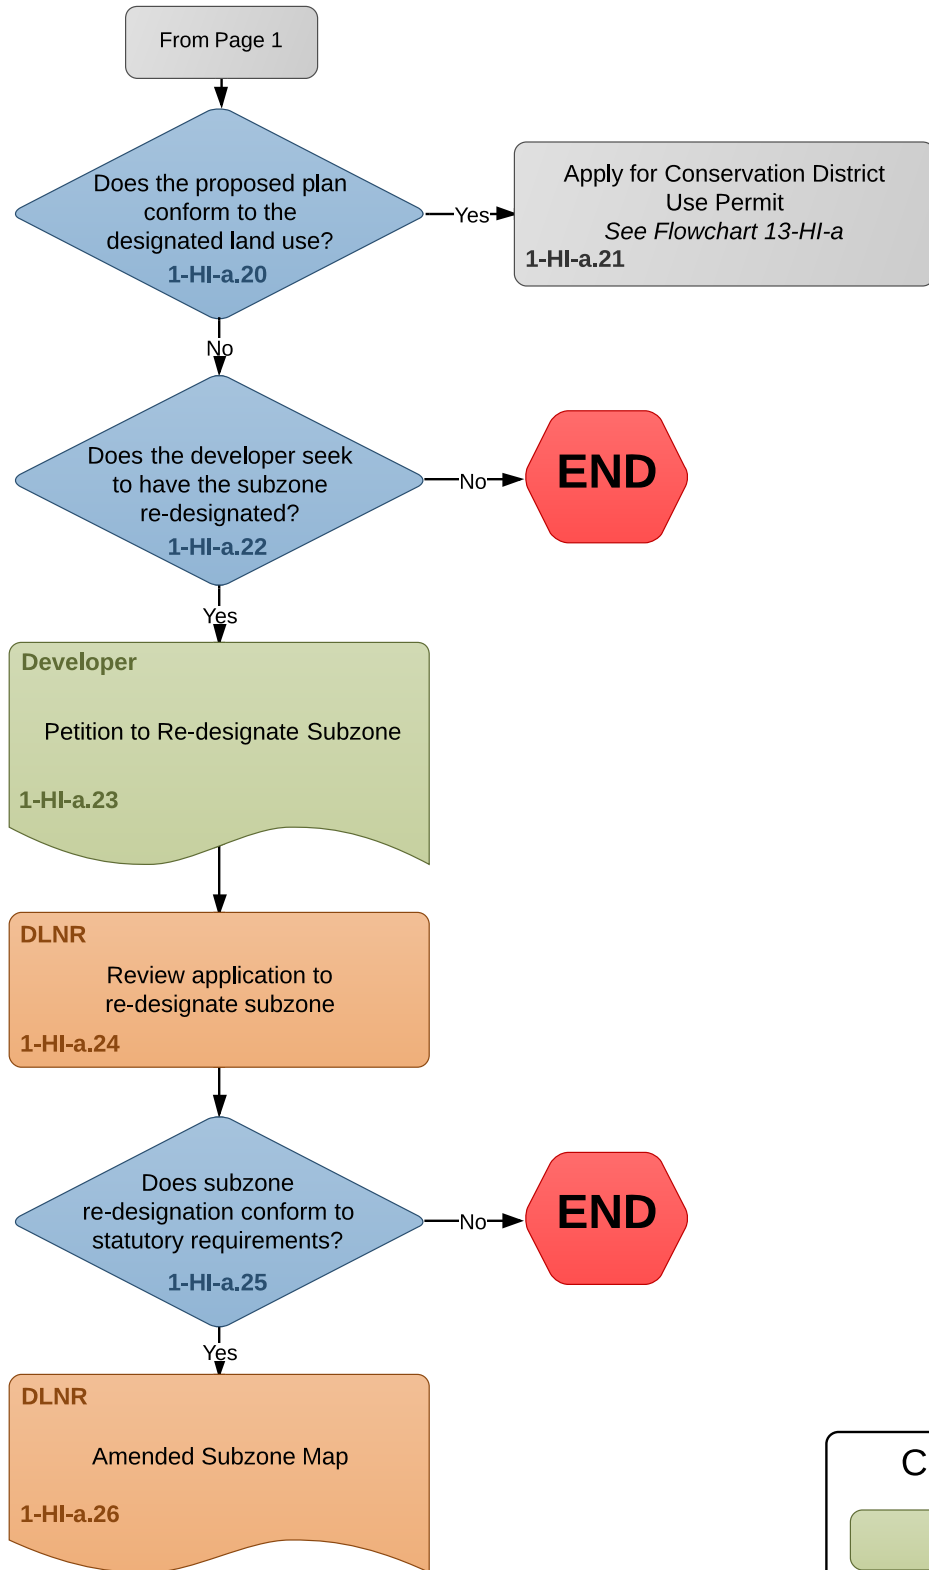 From Page 1
Does the proposed plan
conform to the
designated land use?
1-HI-a.20
Yes
Apply for Conservation District
Use Permit
See Flowchart 13-HI-a
1-HI-a.21
No
Does the developer seek
to have the subzone
re-designated?
1-HI-a.22
No
END
Yes
Developer
Petition to Re-designate Subzone
1-HI-a.23
DLNR
Review application to
re-designate subzone
1-HI-a.24
Does subzone
re-designation conform to
statutory requirements?
1-HI-a.25
No
END
Yes
DLNR
Amended Subzone Map
1-HI-a.26
C